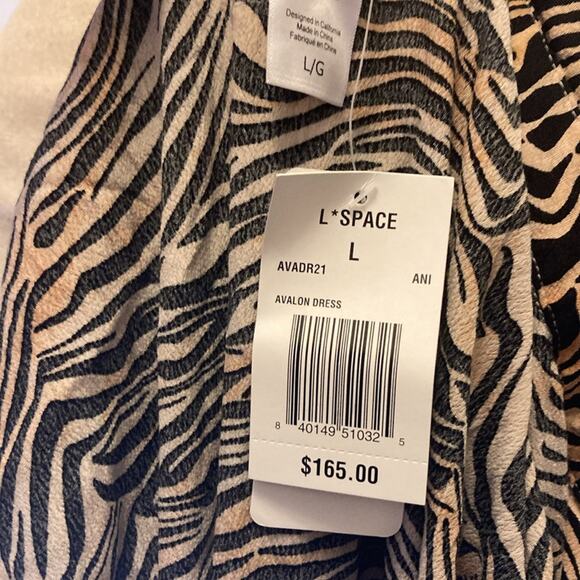 Designed in California
Made in China
Fabriqué en Chine
L/G
L*SPACE
L
AVADR21 ANI
AVALON DRESS
8 40149 51032 5
$165.00